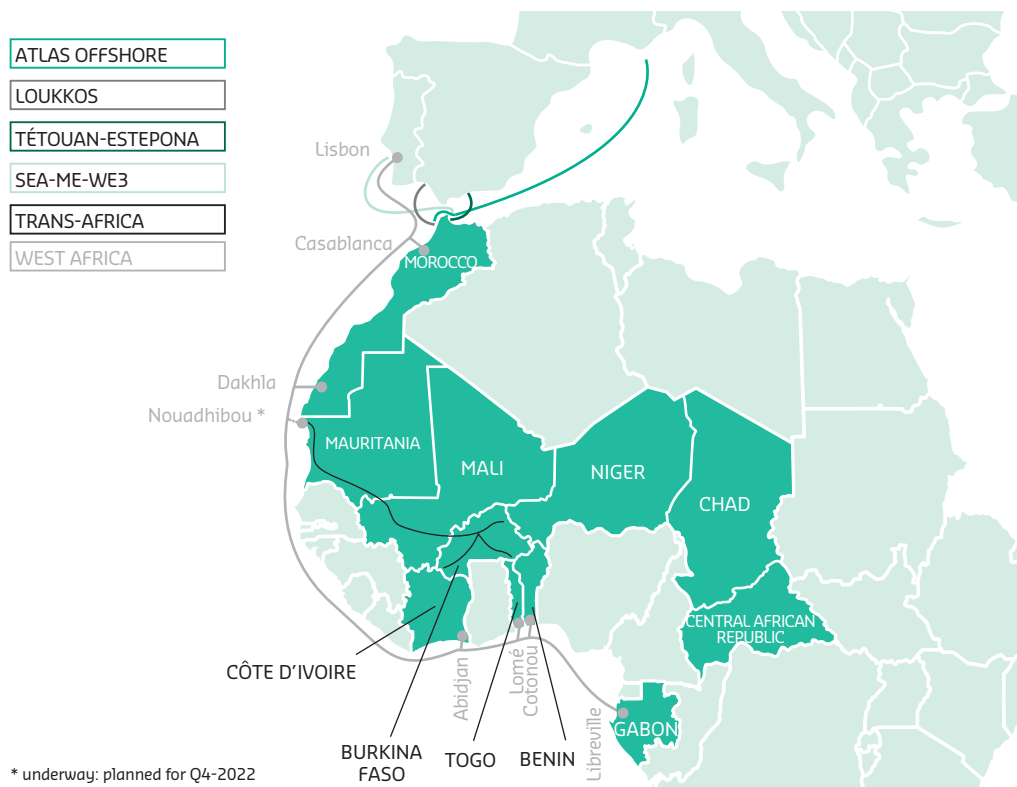 ATLAS OFFSHORE
LOUKKOS
TÉTOUAN-ESTEPONA
SEA-ME-WE3
TRANS-AFRICA
WEST AFRICA
Lisbon
Casablanca
MOROCCO
Dakhla
Nouadhibou *
MAURITANIA
MALI
NIGER
CHAD
CENTRAL AFRICAN
REPUBLIC
CÔTE D'IVOIRE
Abidjan
Lomé
Cotonou
Libreville
GABON
BURKINA
FASO
TOGO
BENIN
* underway: planned for Q4-2022